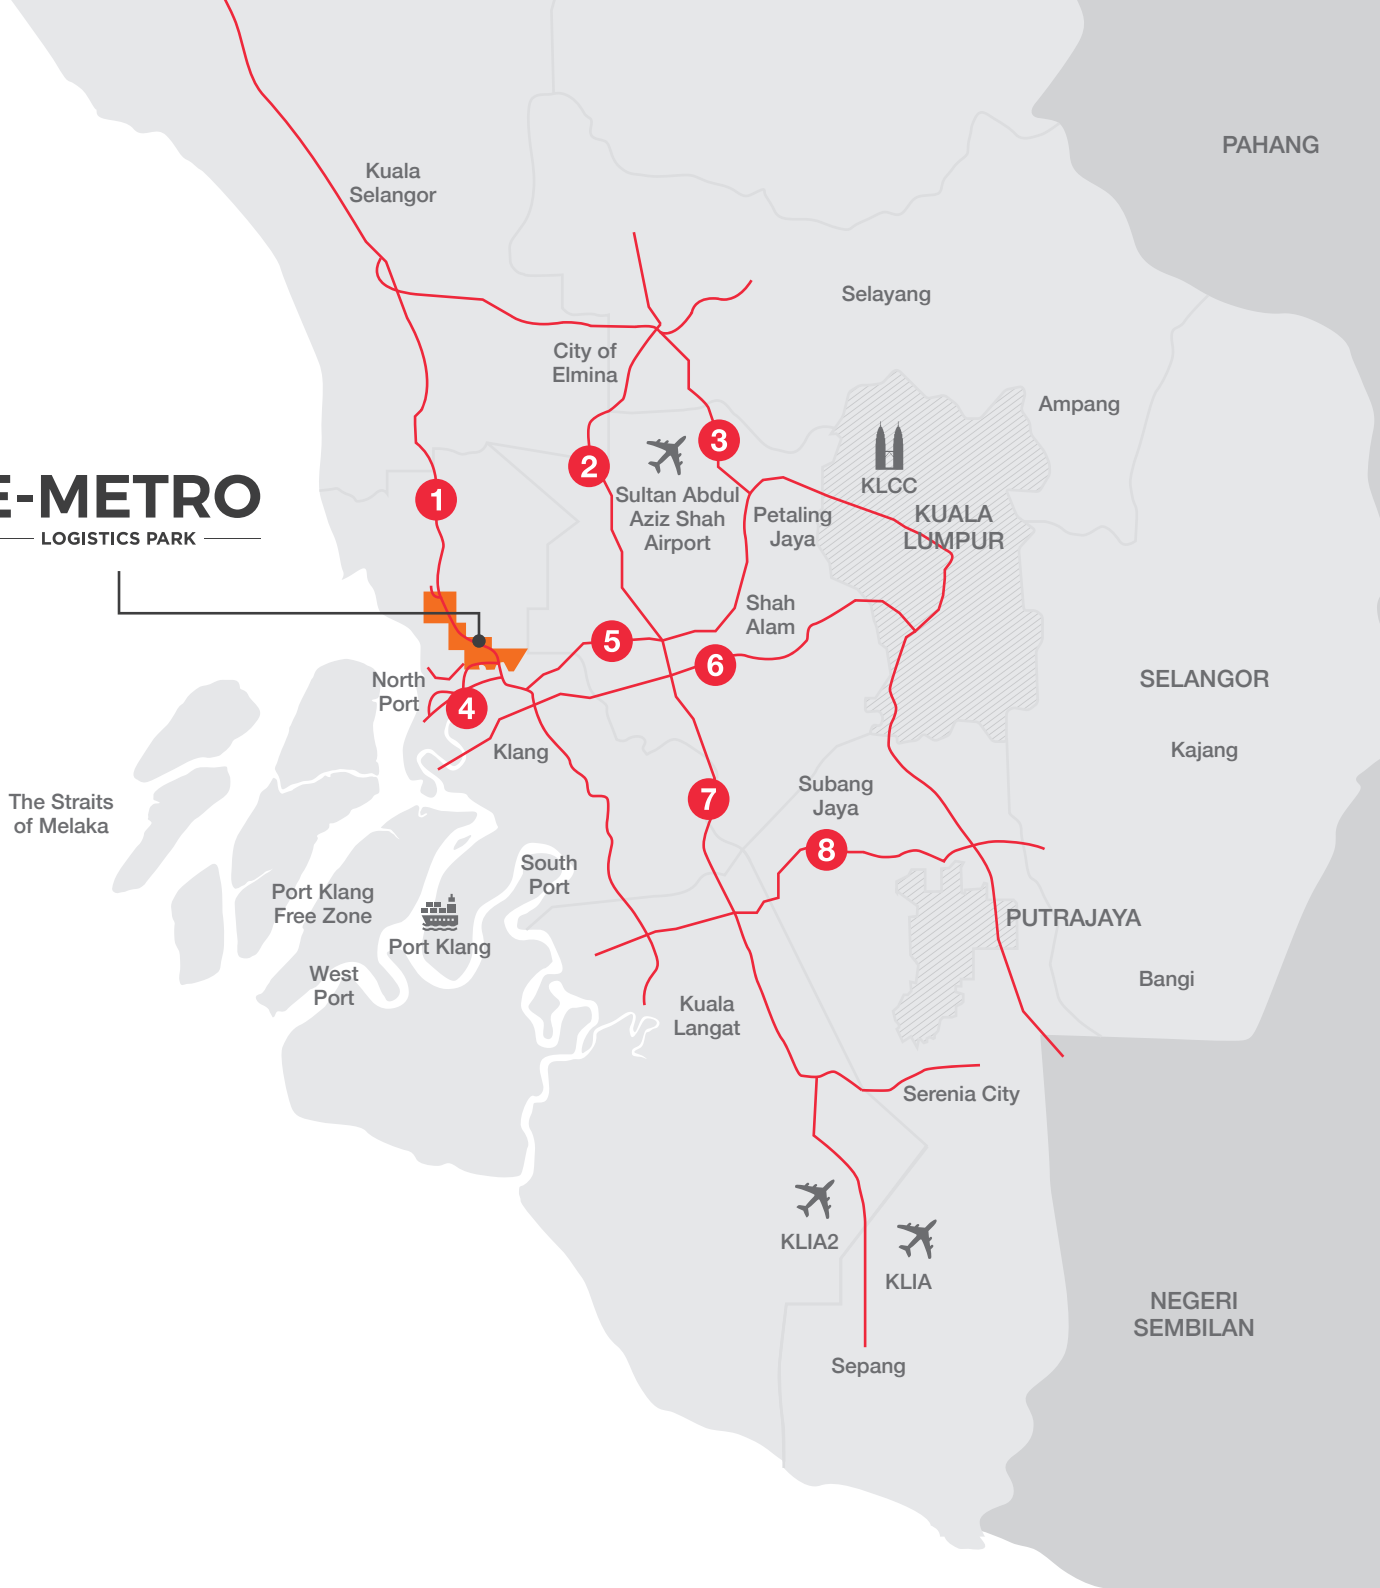 PAHANG
Kuala
Selangor
Selayang
City of
Elmina
Ampang
3
2
KLCC
E-METRO
LOGISTICS PARK
1
Sultan Abdul
Aziz Shah
Airport
Petaling
Jaya
KUALA
LUMPUR
Shah
Alam
5
6
North
Port
4
SELANGOR
Klang
Kajang
The Straits
of Melaka
7
Subang
Jaya
8
South
Port
Port Klang
Free Zone
Port Klang
PUTRAJAYA
West
Port
Bangi
Kuala
Langat
Serenia City
KLIA2
KLIA
NEGERI
SEMBILAN
Sepang